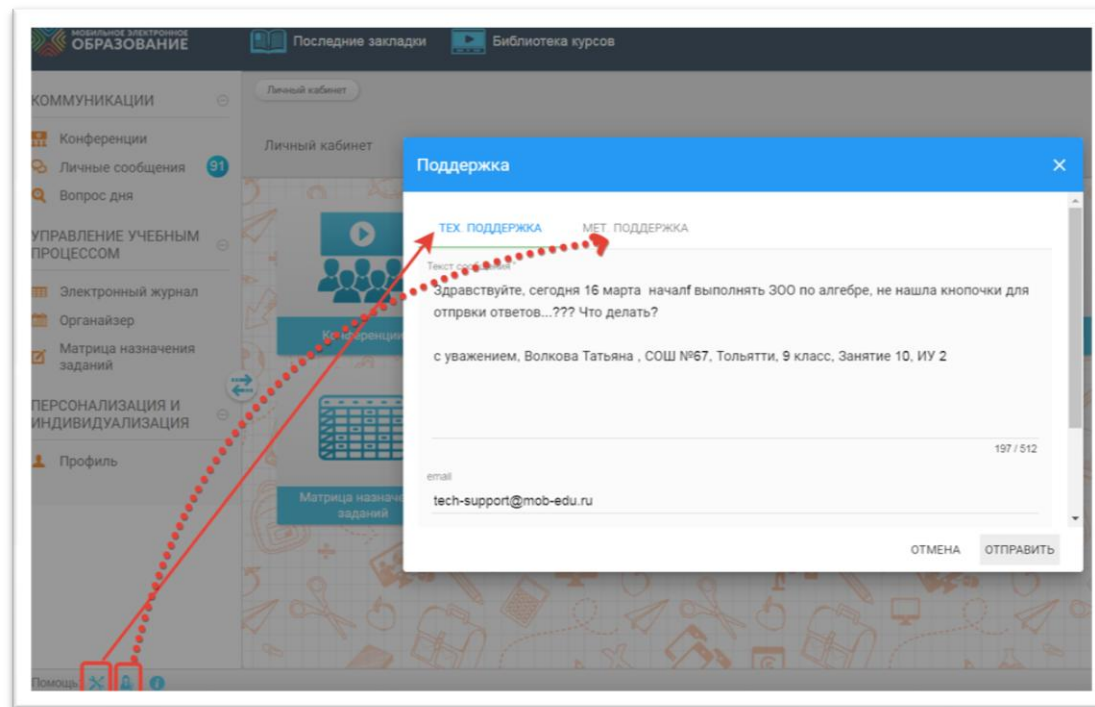 МОБИЛЬНОЕ ЭЛЕКТРОННОЕ
ОБРАЗОВАНИЕ
Последние закладки
Библиотека курсов
КОММУНИКАЦИИ
Конференции
Личные сообщения 91
Вопрос дня
УПРАВЛЕНИЕ УЧЕБНЫМ
ПРОЦЕССОМ
Электронный журнал
Органайзер
Матрица назначения
заданий
ПЕРСОНАЛИЗАЦИЯ И
ИНДИВИДУАЛИЗАЦИЯ
Профиль
Помощь:
Личный кабинет
Личный кабинет
Конференции
Матрица назначе
заданий
Поддержка
ТЕХ. ПОДДЕРЖКА
МЕТ. ПОДДЕРЖКА
Текст сообщения *
Здравствуйте, сегодня 16 марта началf выполнять ЗОО по алгебре, не нашла кнопочки для
отпрвки ответов...??? Что делать?
с уважением, Волкова Татьяна , СОШ №67, Тольятти, 9 класс, Занятие 10, ИУ 2
197 / 512
email
tech-support@mob-edu.ru
ОТМЕНА
ОТПРАВИТЬ